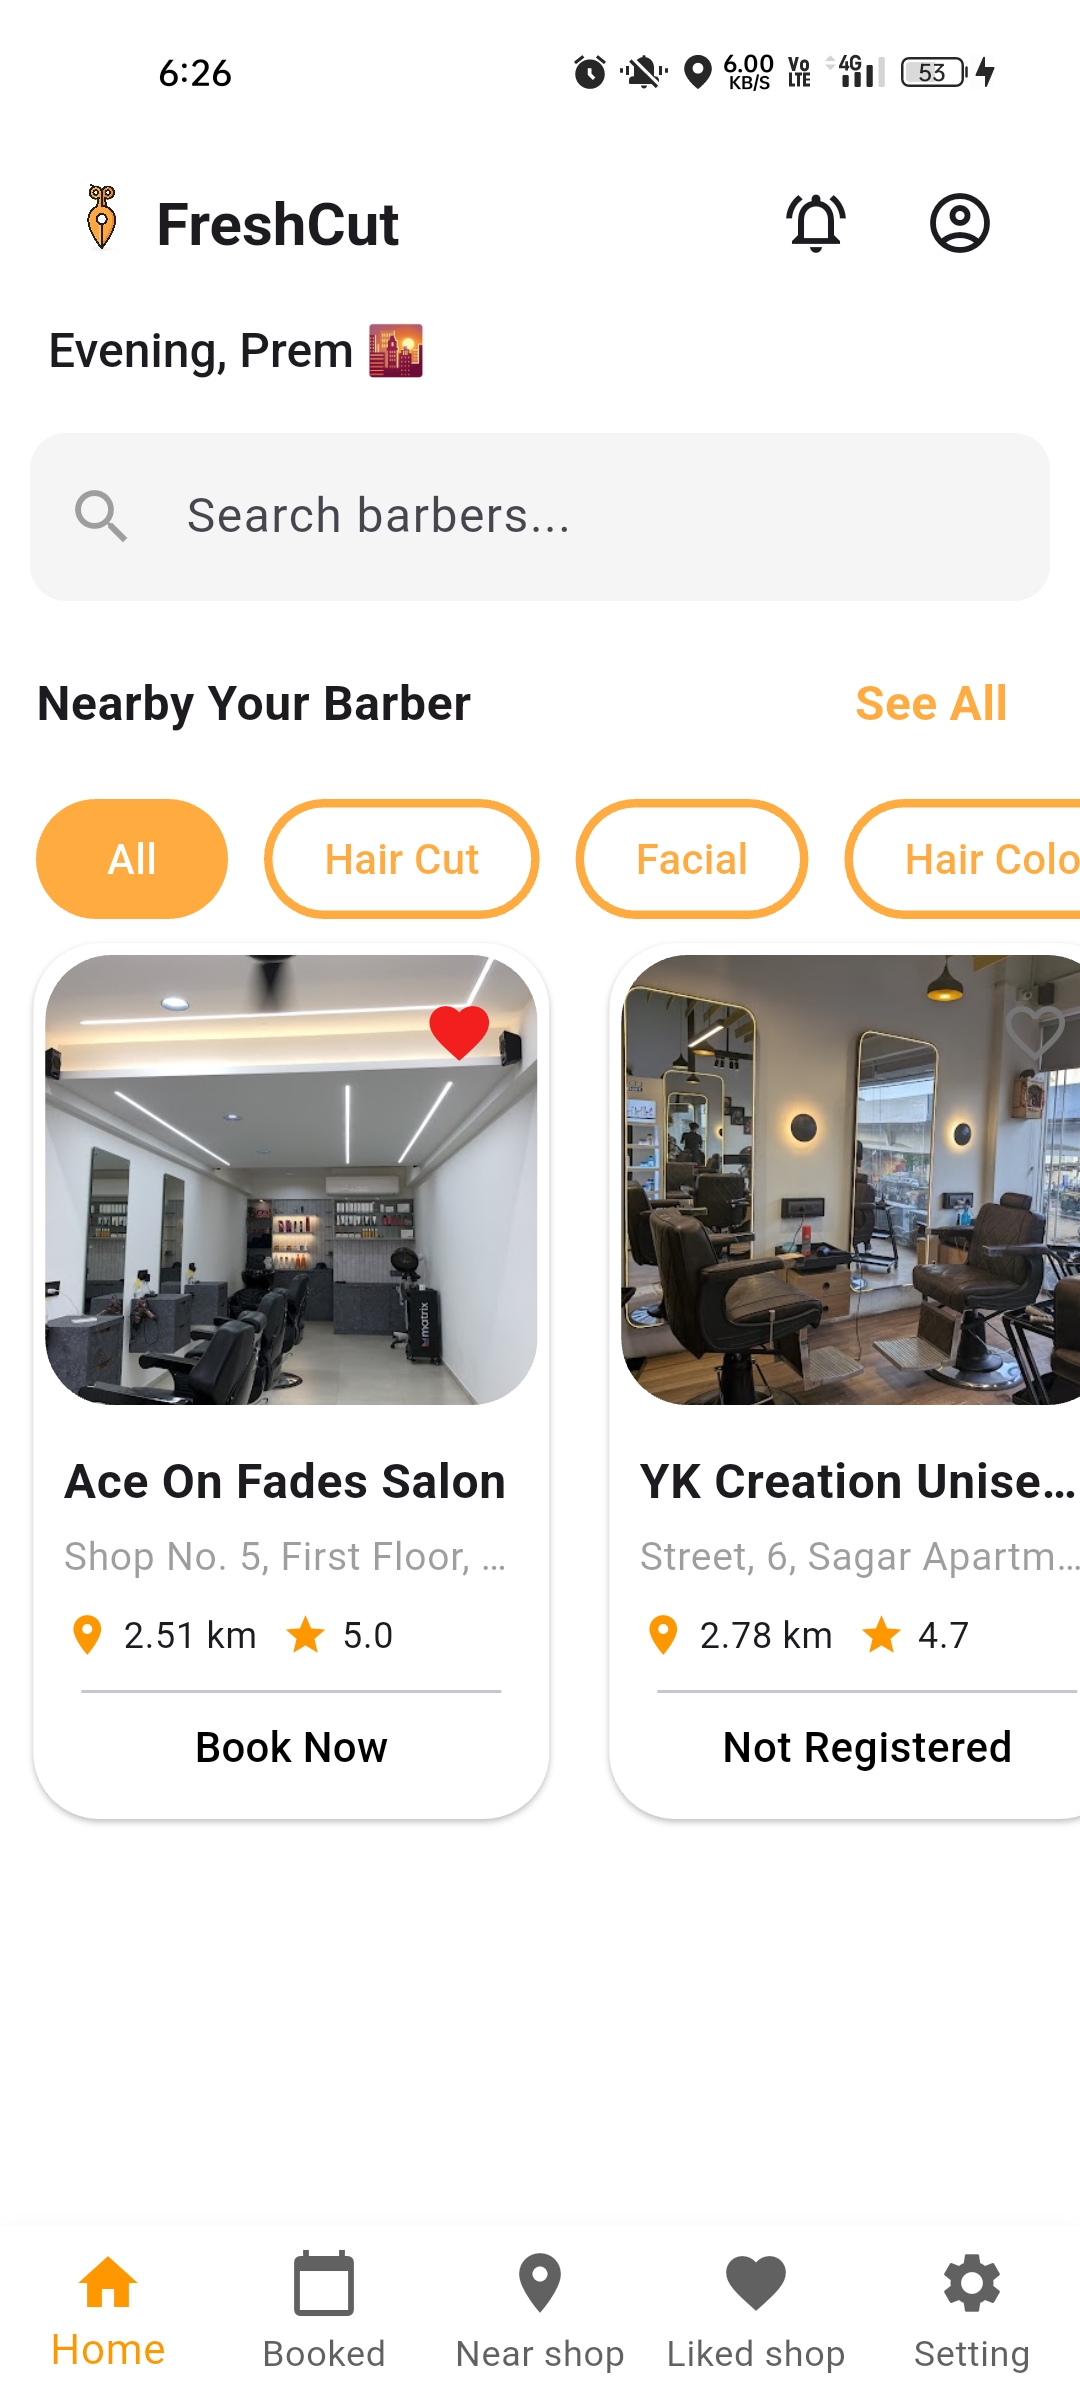 6:26
6.00
KB/S
Vo
LTE
4G
53
FreshCut
Evening, Prem
Search barbers...
Nearby Your Barber
See All
All
Hair Cut
Facial
Hair Colo
matrix
Ace On Fades Salon
Shop No. 5, First Floor, ...
2.51 km
5.0
Book Now
YK Creation Unise...
Street, 6, Sagar Apartm...
2.78 km
4.7
Not Registered
Home
Booked
Near shop
Liked shop
Setting